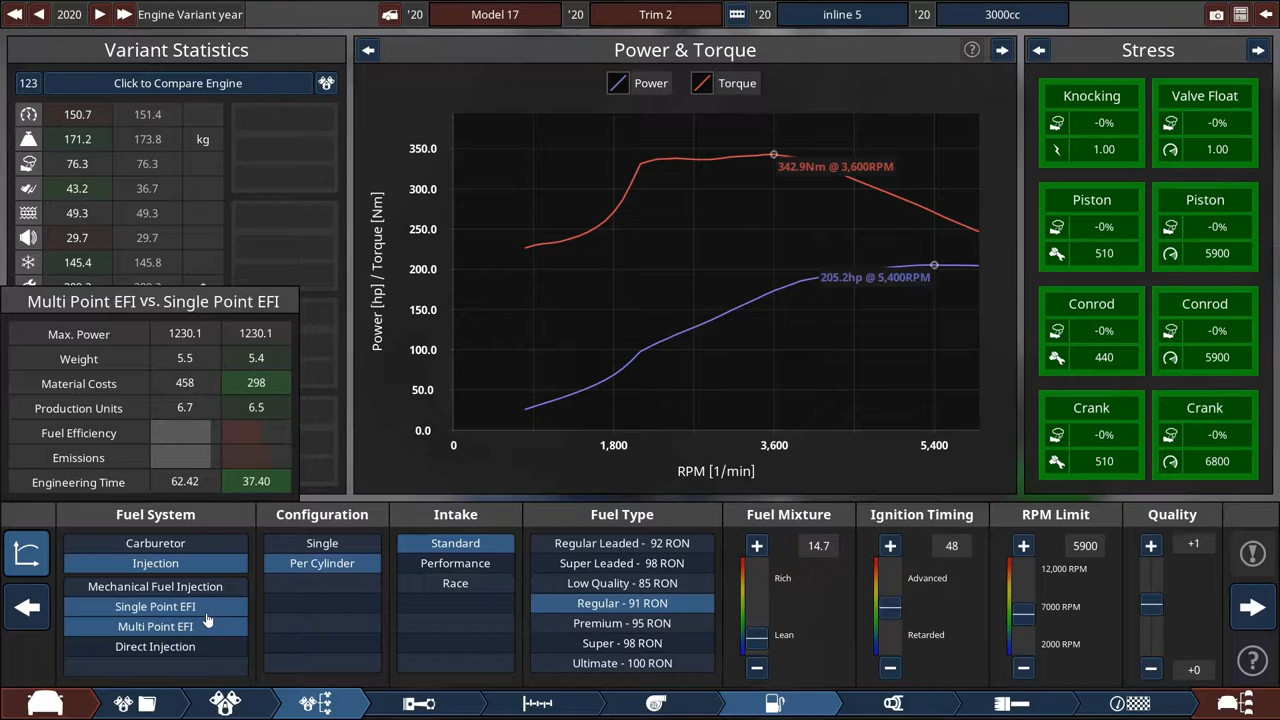 2020 Engine Variant year '20 Model 17 '20 Trim 2 '20 inline 5 '20 3000cc
Variant Statistics
123 Click to Compare Engine
150.7 151.4
171.2 173.8 kg
76.3 76.3
43.2 36.7
49.3 49.3
29.7 29.7
145.4 145.8
Multi Point EFI vs. Single Point EFI
Max. Power 1230.1 1230.1
Weight 5.5 5.4
Material Costs 458 298
Production Units 6.7 6.5
Fuel Efficiency
Emissions
Engineering Time 62.42 37.40
Power & Torque ?
Power Torque
Power [hp] / Torque [Nm]
350.0
300.0
250.0
200.0
150.0
100.0
50.0
0.0
342.9Nm @ 3,600RPM
205.2hp @ 5,400RPM
0 1,800 3,600 5,400
RPM [1/min]
Stress
Knocking Valve Float
-0% -0%
1.00 1.00
Piston Piston
-0% -0%
510 5900
Conrod Conrod
-0% -0%
440 5900
Crank Crank
-0% -0%
510 6800
Fuel System
Carburetor
Injection
Mechanical Fuel Injection
Single Point EFI
Multi Point EFI
Direct Injection
Configuration
Single
Per Cylinder
Intake
Standard
Performance
Race
Fuel Type
Regular Leaded - 92 RON
Super Leaded - 98 RON
Low Quality - 85 RON
Regular - 91 RON
Premium - 95 RON
Super - 98 RON
Ultimate - 100 RON
Fuel Mixture
+ 14.7
Rich
Lean
-
Ignition Timing
+ 48
Advanced
Retarded
-
RPM Limit
+ 5900
12,000 RPM
7000 RPM
2000 RPM
-
Quality
+ +1
- +0
!
?